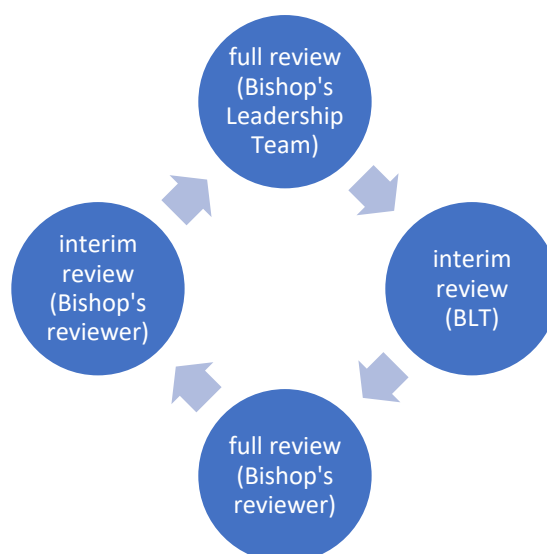 full review
(Bishop's
Leadership
Team)
interim
review
(BLT)
full review
(Bishop's
reviewer)
interim
review
(Bishop's
reviewer)